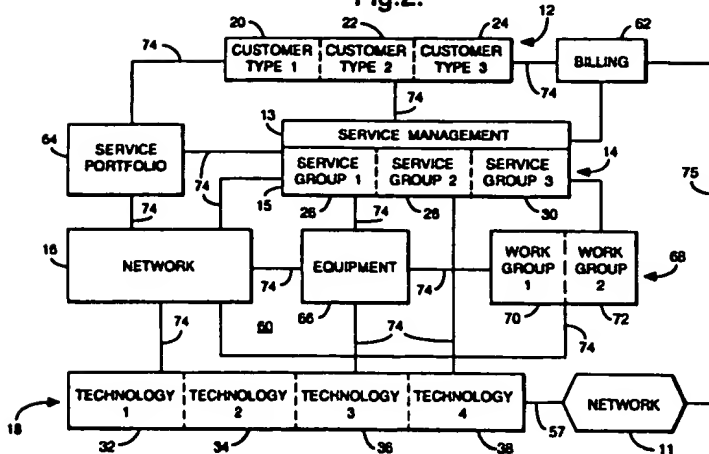 Fig.2.
20 22 24 12 62
74 CUSTOMER TYPE 1 CUSTOMER TYPE 2 CUSTOMER TYPE 3 74 BILLING
74
13 SERVICE MANAGEMENT
64 SERVICE PORTFOLIO 74 SERVICE GROUP 1 SERVICE GROUP 2 SERVICE GROUP 3 14
15 26 26 30 75
74 74
16 NETWORK 74 EQUIPMENT 74 WORK GROUP 1 WORK GROUP 2 68
66 70 72
74 60 74 74
18 TECHNOLOGY 1 TECHNOLOGY 2 TECHNOLOGY 3 TECHNOLOGY 4 57 NETWORK
32 34 36 38 11